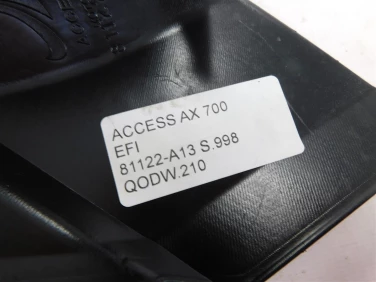 ACCESS AX 700
EFI
81122-A13 S.998
QODW.210